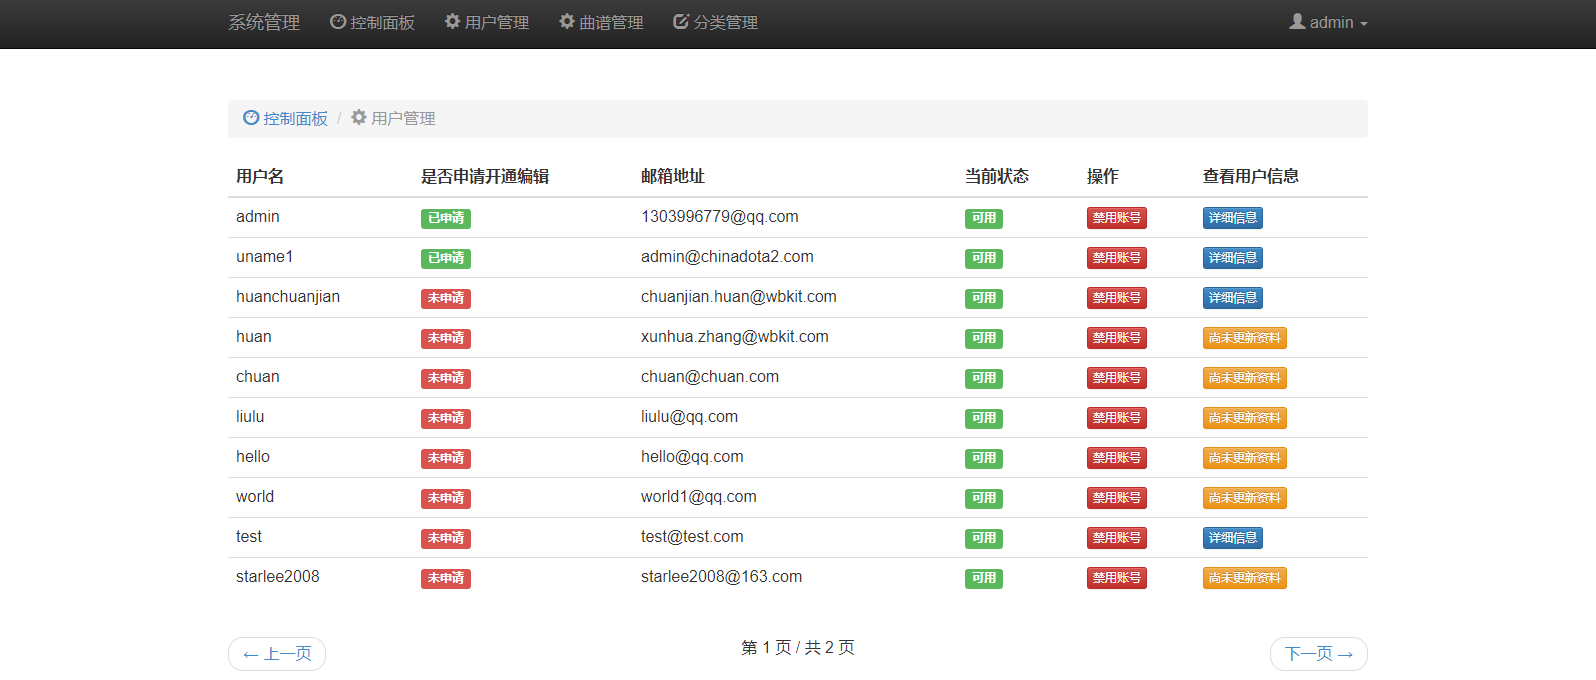 系统管理 控制面板 用户管理 曲谱管理 分类管理 admin
控制面板 / 用户管理
用户名 是否申请开通编辑 邮箱地址 当前状态 操作 查看用户信息
admin 已申请 1303996779@qq.com 可用 禁用账号 详细信息
uname1 已申请 admin@chinadota2.com 可用 禁用账号 详细信息
huanchuanjian 未申请 chuanjian.huan@wbkit.com 可用 禁用账号 详细信息
huan 未申请 xunhua.zhang@wbkit.com 可用 禁用账号 尚未更新资料
chuan 未申请 chuan@chuan.com 可用 禁用账号 尚未更新资料
liulu 未申请 liulu@qq.com 可用 禁用账号 尚未更新资料
hello 未申请 hello@qq.com 可用 禁用账号 尚未更新资料
world 未申请 world1@qq.com 可用 禁用账号 尚未更新资料
test 未申请 test@test.com 可用 禁用账号 详细信息
starlee2008 未申请 starlee2008@163.com 可用 禁用账号 尚未更新资料
← 上一页 第 1 页 / 共 2 页 下一页 →